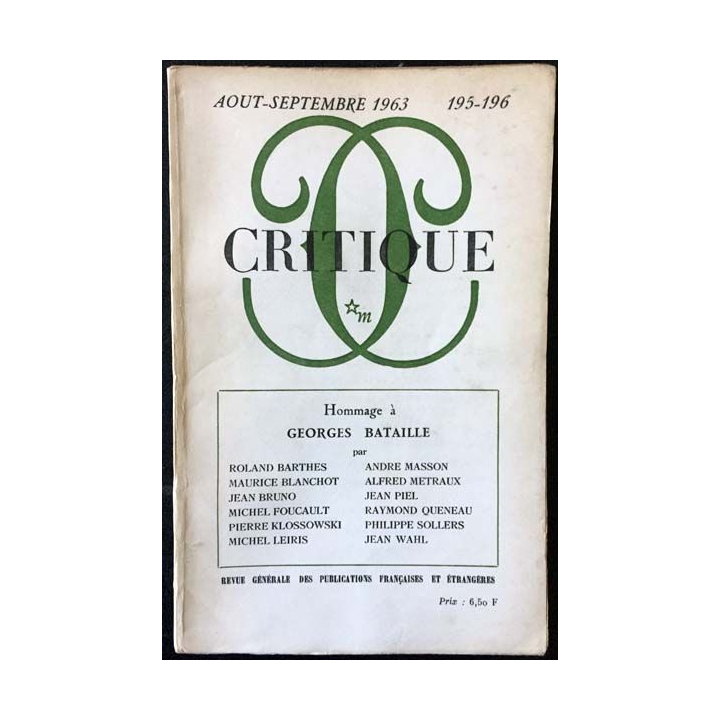 AOUT-SEPTEMBRE 1963 195-196
CRITIQUE
m
Hommage à
GEORGES BATAILLE
par
ROLAND BARTHES ANDRE MASSON
MAURICE BLANCHOT ALFRED METRAUX
JEAN BRUNO JEAN PIEL
MICHEL FOUCAULT RAYMOND QUENEAU
PIERRE KLOSSOWSKI PHILIPPE SOLLERS
MICHEL LEIRIS JEAN WAHL
REVUE GÉNÉRALE DES PUBLICATIONS FRANÇAISES ET ÉTRANGÈRES
Prix : 6,50 F